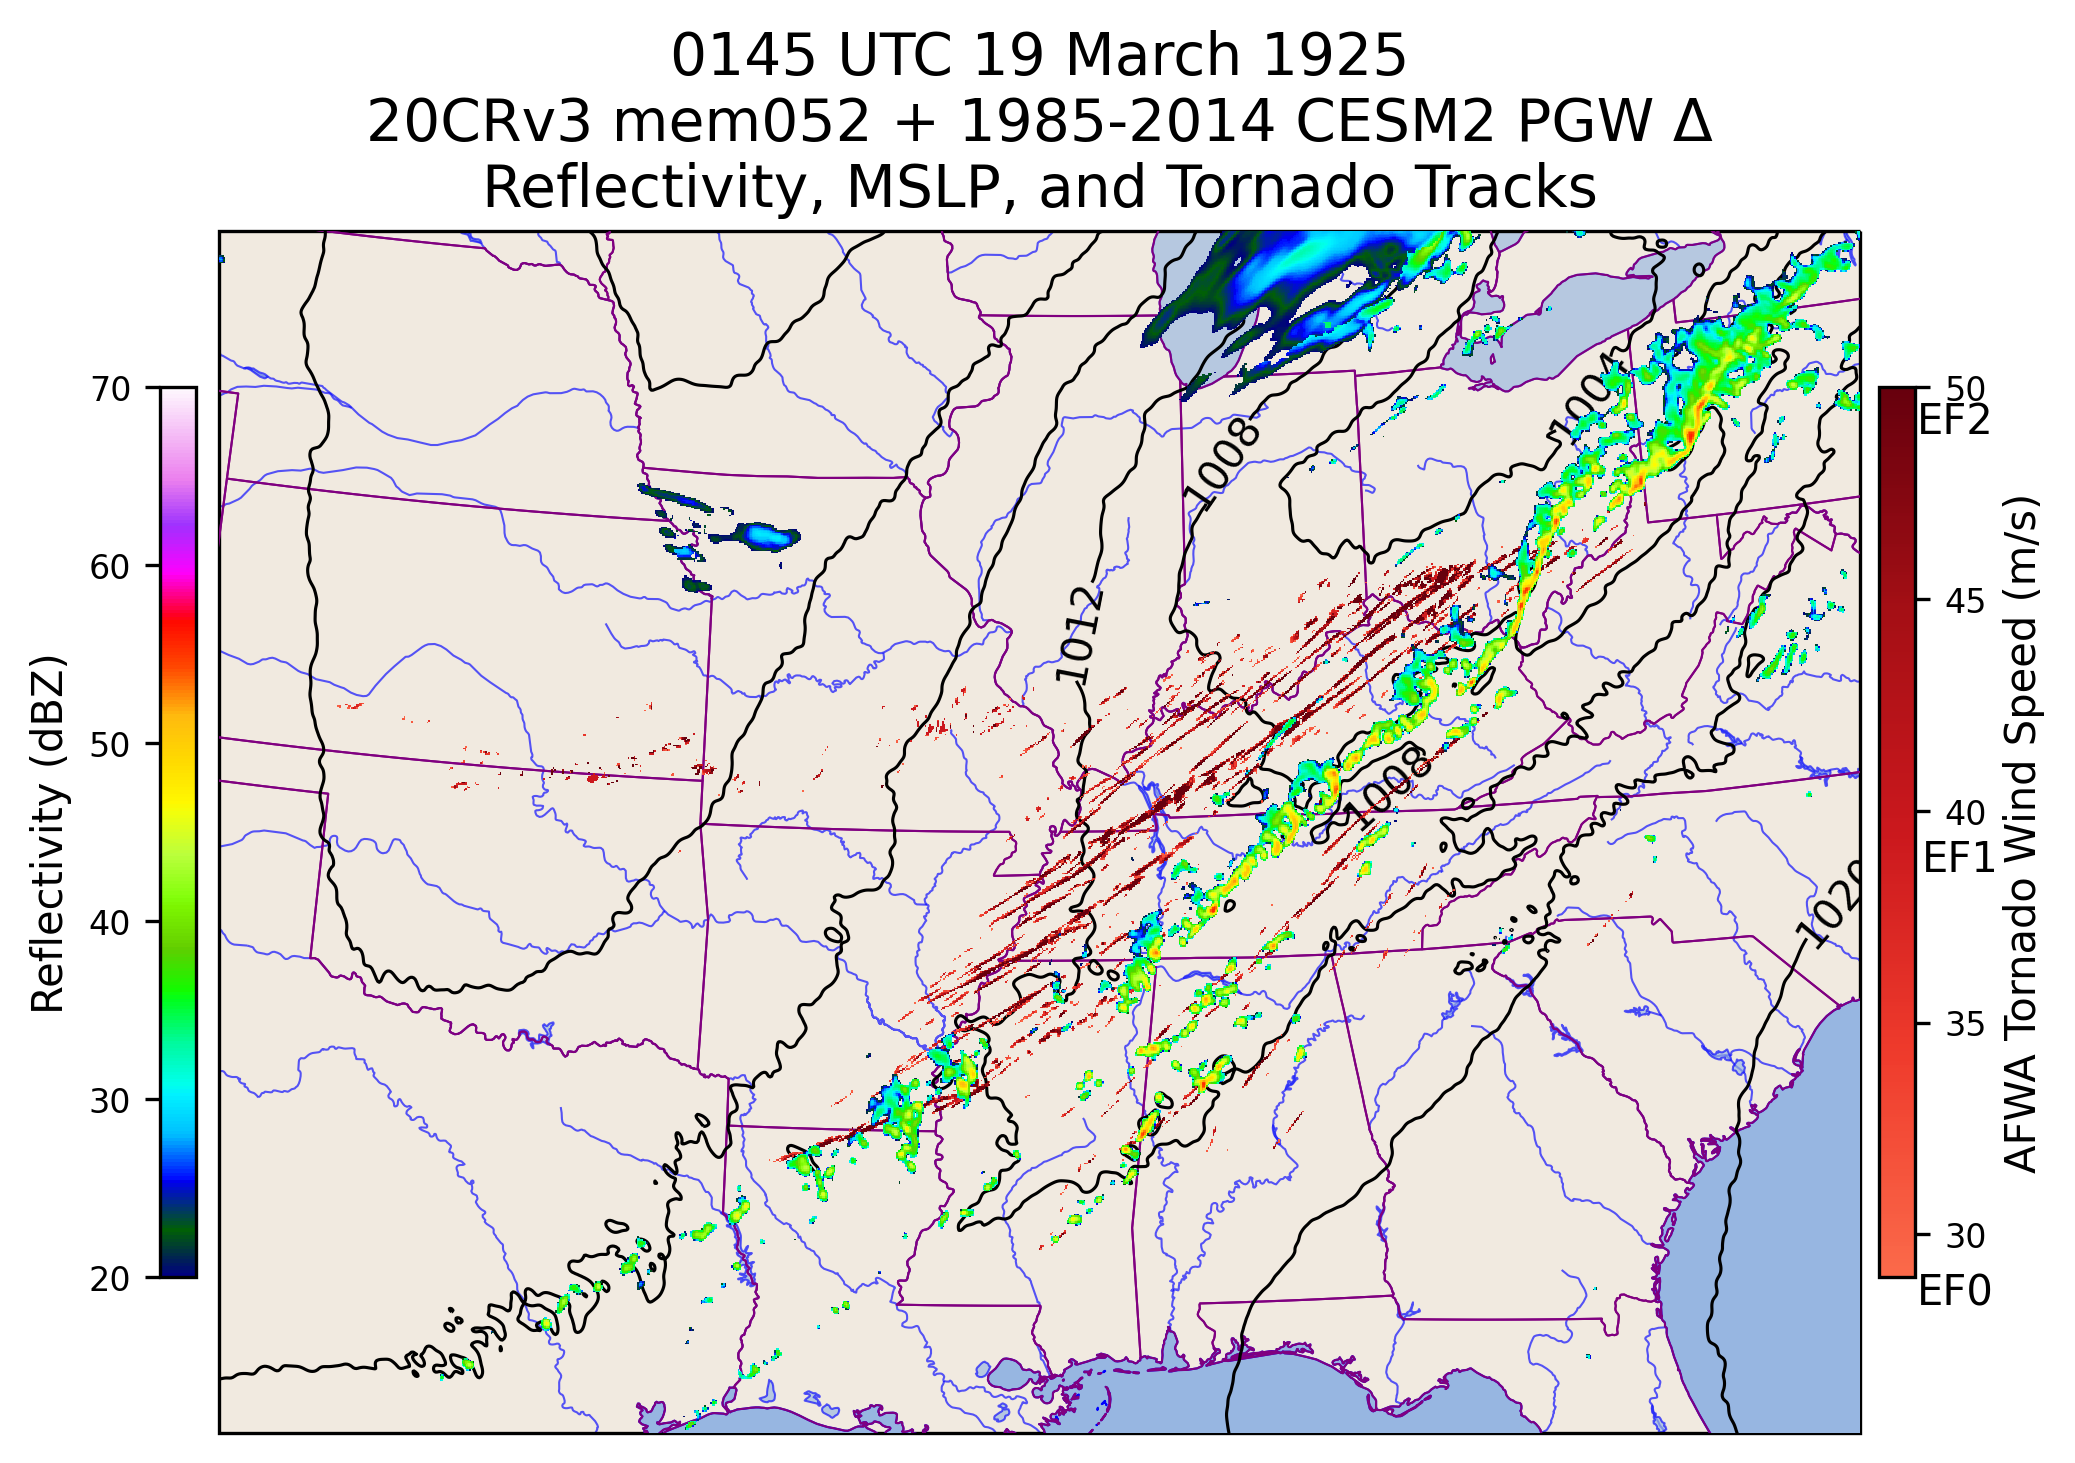 0145 UTC 19 March 1925
20CRv3 mem052 + 1985-2014 CESM2 PGW Δ
Reflectivity, MSLP, and Tornado Tracks
70
60
50
40
30
20
Reflectivity (dBZ)
1004
1008
1012
1008
1020
50
EF2
45
40
EF1
35
30
EF0
AFWA Tornado Wind Speed (m/s)